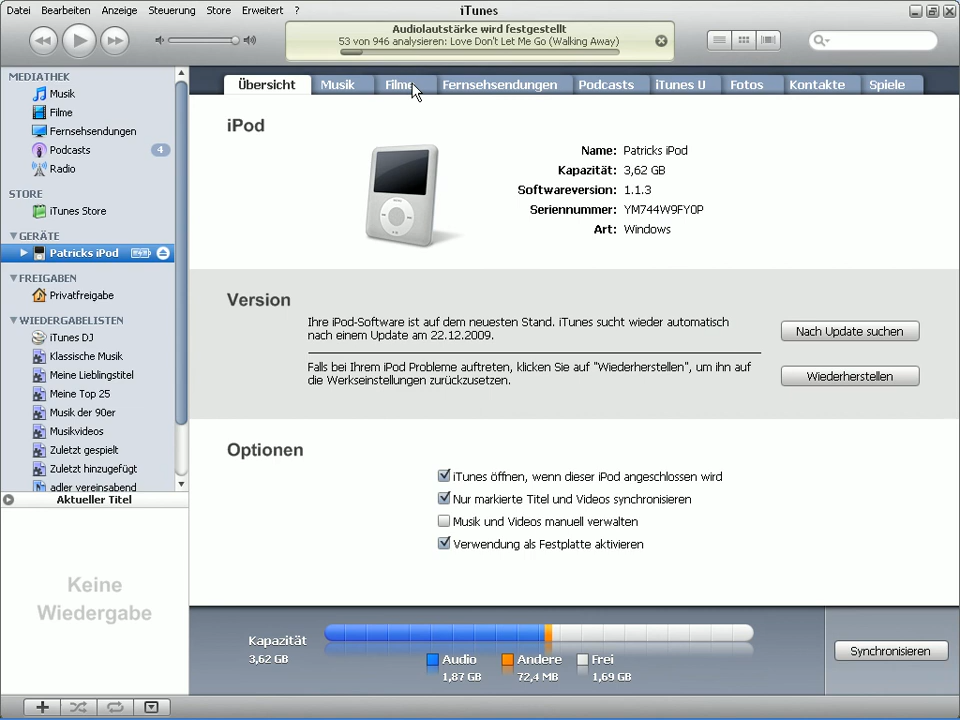 Datei Bearbeiten Anzeige Steuerung Store Erweitert ?
iTunes
Audiolautstärke wird festgestellt
53 von 946 analysieren: Love Don't Let Me Go (Walking Away)
MEDIATHEK
Musik
Filme
Fernsehsendungen
Podcasts 4
Radio
STORE
iTunes Store
GERÄTE
Patricks iPod
FREIGABEN
Privatfreigabe
WIEDERGABELISTEN
iTunes DJ
Klassische Musik
Meine Lieblingstitel
Meine Top 25
Musik der 90er
Musikvideos
Zuletzt gespielt
Zuletzt hinzugefügt
adler vereinsabend
Aktueller Titel
Keine
Wiedergabe
Übersicht Musik Filme Fernsehsendungen Podcasts iTunes U Fotos Kontakte Spiele
iPod
Name: Patricks iPod
Kapazität: 3,62 GB
Softwareversion: 1.1.3
Seriennummer: YM744W9FY0P
Art: Windows
Version
Ihre iPod-Software ist auf dem neuesten Stand. iTunes sucht wieder automatisch
nach einem Update am 22.12.2009.
Nach Update suchen
Falls bei Ihrem iPod Probleme auftreten, klicken Sie auf "Wiederherstellen", um ihn auf
die Werkseinstellungen zurückzusetzen.
Wiederherstellen
Optionen
iTunes öffnen, wenn dieser iPod angeschlossen wird
Nur markierte Titel und Videos synchronisieren
Musik und Videos manuell verwalten
Verwendung als Festplatte aktivieren
Kapazität
3,62 GB
Audio
1,87 GB
Andere
72,4 MB
Frei
1,69 GB
Synchronisieren